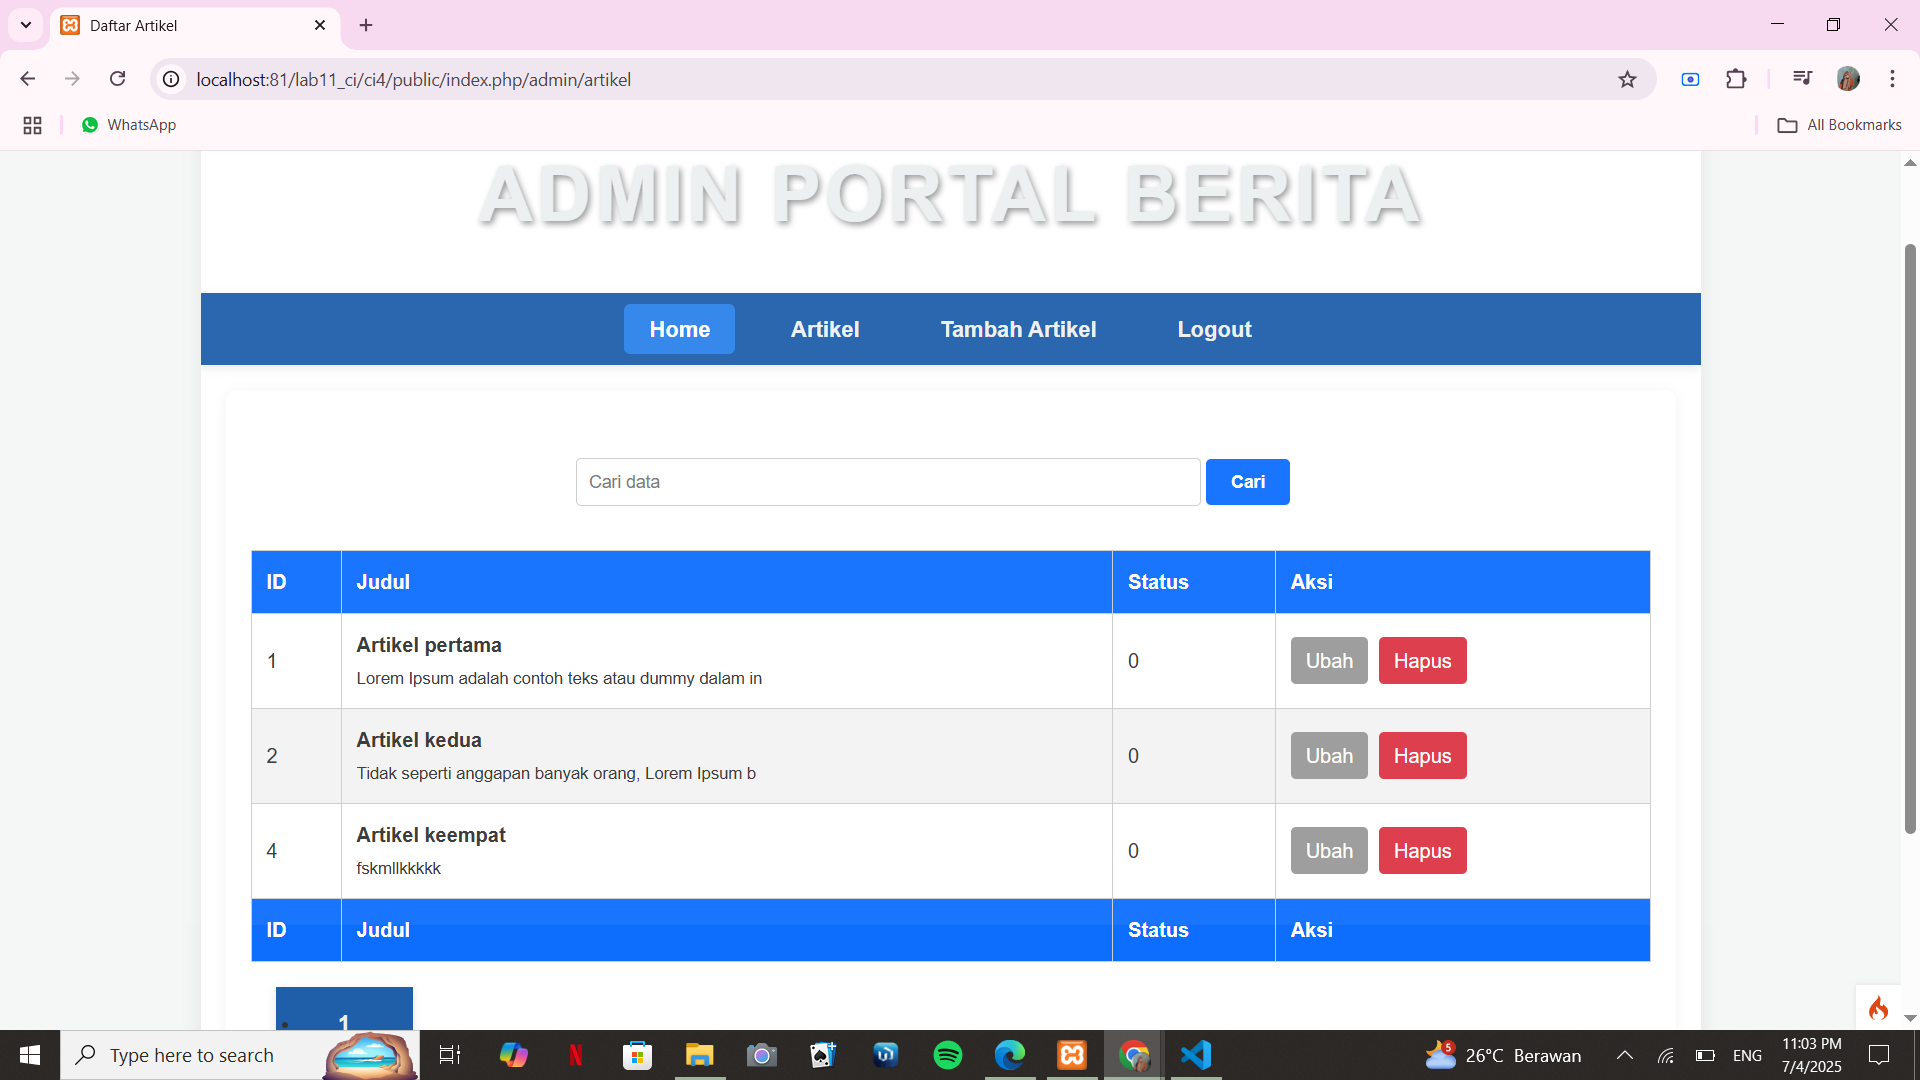 Daftar Artikel
localhost:81/lab11_ci/ci4/public/index.php/admin/artikel
WhatsApp
All Bookmarks
ADMIN PORTAL BERITA
Home Artikel Tambah Artikel Logout
Cari data Cari
ID Judul Status Aksi
1 Artikel pertama 0 Ubah Hapus
Lorem Ipsum adalah contoh teks atau dummy dalam in
2 Artikel kedua 0 Ubah Hapus
Tidak seperti anggapan banyak orang, Lorem Ipsum b
4 Artikel keempat 0 Ubah Hapus
fskmllkkkkk
ID Judul Status Aksi
1
Type here to search
5
26°C Berawan
ENG
11:03 PM
7/4/2025